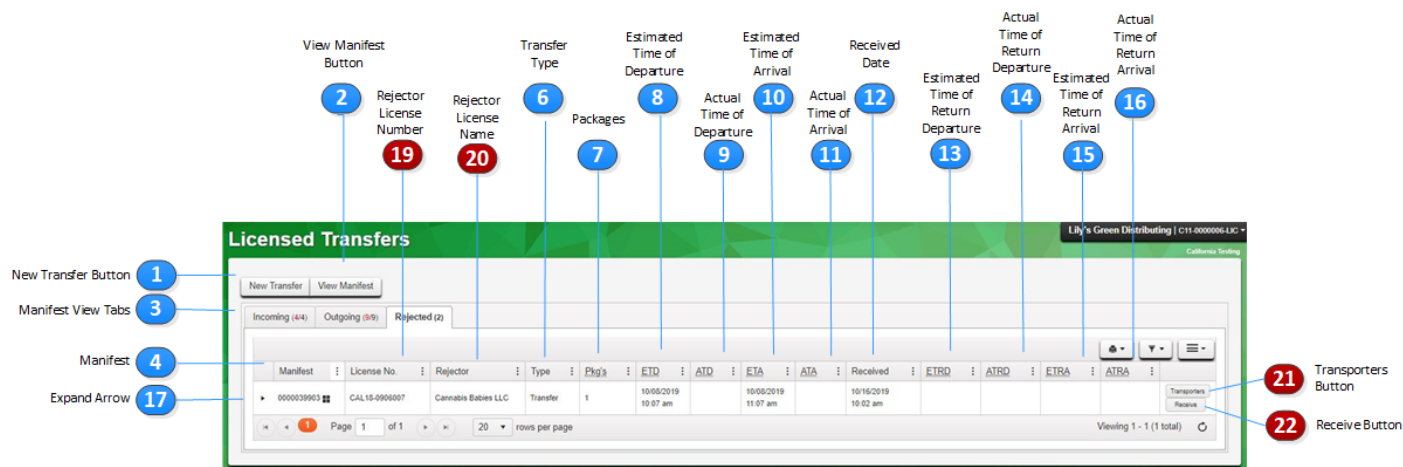 View Manifest
Button
2
Rejector
License
Number
19
Rejector
License
Name
20
Transfer
Type
6
Packages
7
Estimated
Time of
Departure
8
Actual
Time of
Departure
9
Estimated
Time of
Arrival
10
Actual
Time of
Arrival
11
Received
Date
12
Estimated
Time of
Return
Departure
13
Actual
Time of
Return
Departure
14
Estimated
Time of
Return
Arrival
15
Actual
Time of
Return
Arrival
16
Licensed Transfers
Lily's Green Distributing | C11-0000006-LIC
California Testing
New Transfer Button 1
New Transfer View Manifest
Manifest View Tabs 3
Incoming (4/4) Outgoing (9/9) Rejected (2)
Manifest 4
Manifest License No. Rejector Type Pkg's ETD ATD ETA ATA Received ETRD ATRD ETRA ATRA
Expand Arrow 17
0000039903 CAL18-0906007 Cannabis Babies LLC Transfer 1 10/08/2019 10/08/2019 10/16/2019 Transporters
10:07 am 11:07 am 10:02 am Receive
1 Page 1 of 1 20 rows per page Viewing 1 - 1 (1 total)
21 Transporters
Button
22 Receive Button